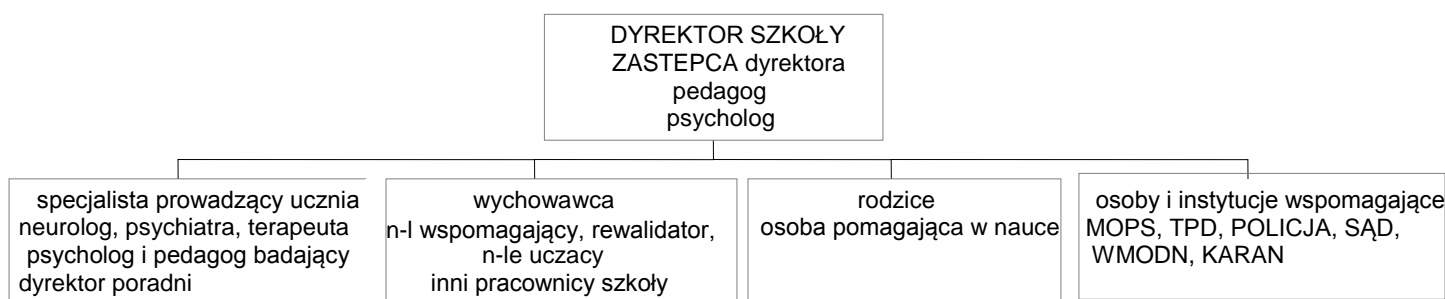 DYREKTOR SZKOŁY
ZASTEPCA dyrektora
pedagog
psycholog
specjalista prowadzący ucznia
neurolog, psychiatra, terapeuta
psycholog i pedagog badający
dyrektor poradni
wychowawca
n-l wspomagający, rewalidator,
n-le uczacy
inni pracownicy szkoły
rodzice
osoba pomagająca w nauce
osoby i instytucje wspomagające
MOPS, TPD, POLICJA, SĄD,
WMODN, KARAN